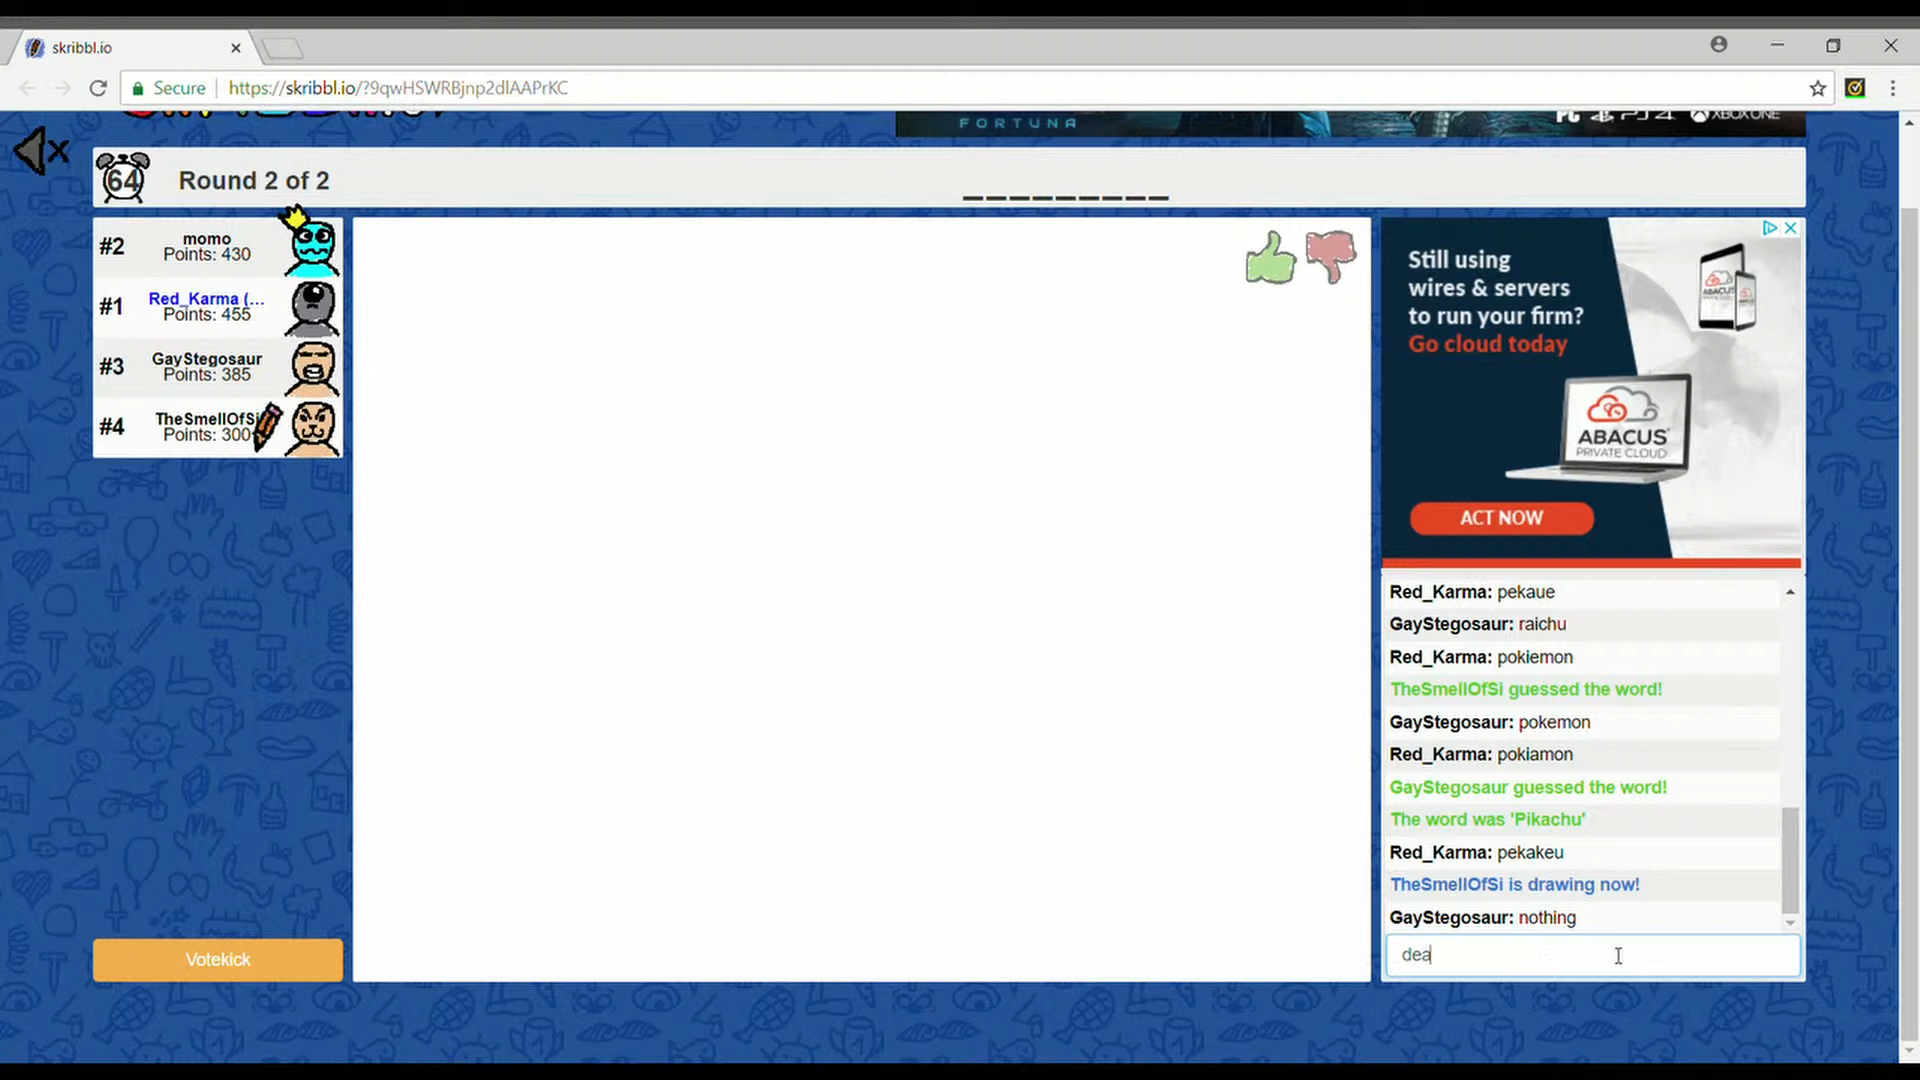 skribbl.io
Secure
https://skribbl.io/?9qwHSWRBjnp2dlAAPrKC
FORTUNA
PC PS4 XBOX ONE
64
Round 2 of 2
_________
#2 momo
Points: 430
#1 Red_Karma (...
Points: 455
#3 GayStegosaur
Points: 385
#4 TheSmellOfSi
Points: 300
Votekick
Still using
wires & servers
to run your firm?
Go cloud today
ABACUS
PRIVATE CLOUD
ACT NOW
Red_Karma: pekaue
GayStegosaur: raichu
Red_Karma: pokiemon
TheSmellOfSi guessed the word!
GayStegosaur: pokemon
Red_Karma: pokiamon
GayStegosaur guessed the word!
The word was 'Pikachu'
Red_Karma: pekakeu
TheSmellOfSi is drawing now!
GayStegosaur: nothing
dea